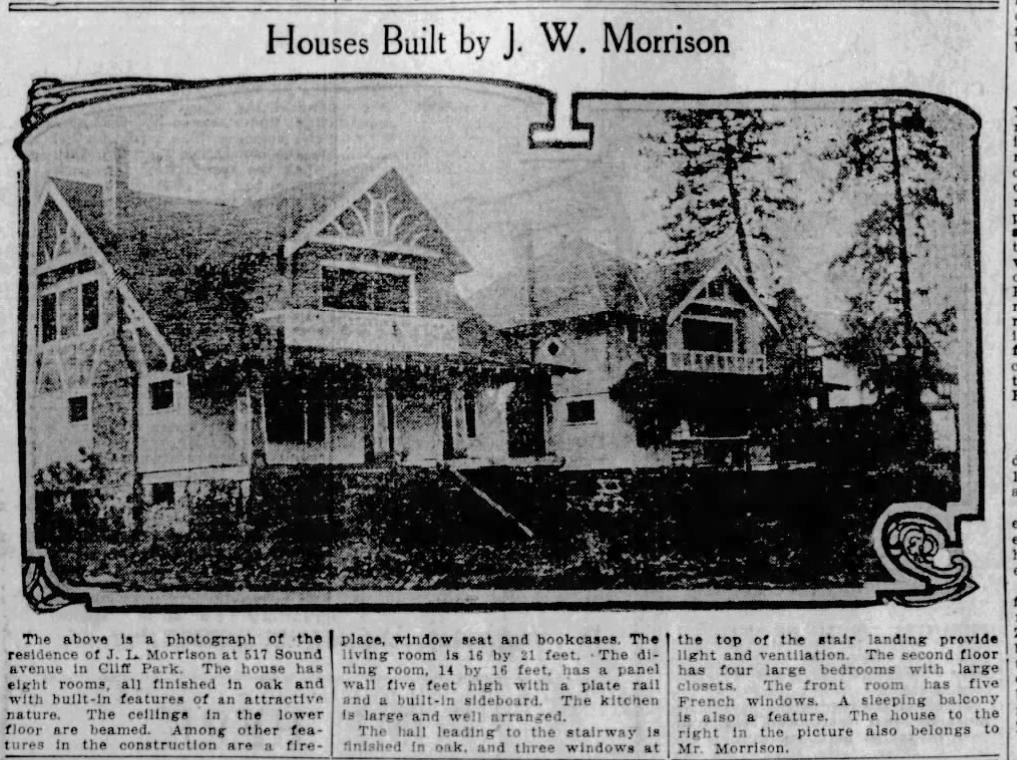 Houses Built by J. W. Morrison
The above is a photograph of the
residence of J. L. Morrison at 517 Sound
avenue in Cliff Park. The house has
eight rooms, all finished in oak and
with built-in features of an attractive
nature. The ceilings in the lower
floor are beamed. Among other fea-
tures in the construction are a fire-
place, window seat and bookcases. The
living room is 16 by 21 feet. The di-
ning room, 14 by 16 feet, has a panel
wall five feet high with a plate rail
and a built-in sideboard. The kitchen
is large and well arranged.
The hall leading to the stairway is
finished in oak, and three windows at
the top of the stair landing provide
light and ventilation. The second floor
has four large bedrooms with large
closets. The front room has five
French windows. A sleeping balcony
is also a feature. The house to the
right in the picture also belongs to
Mr. Morrison.